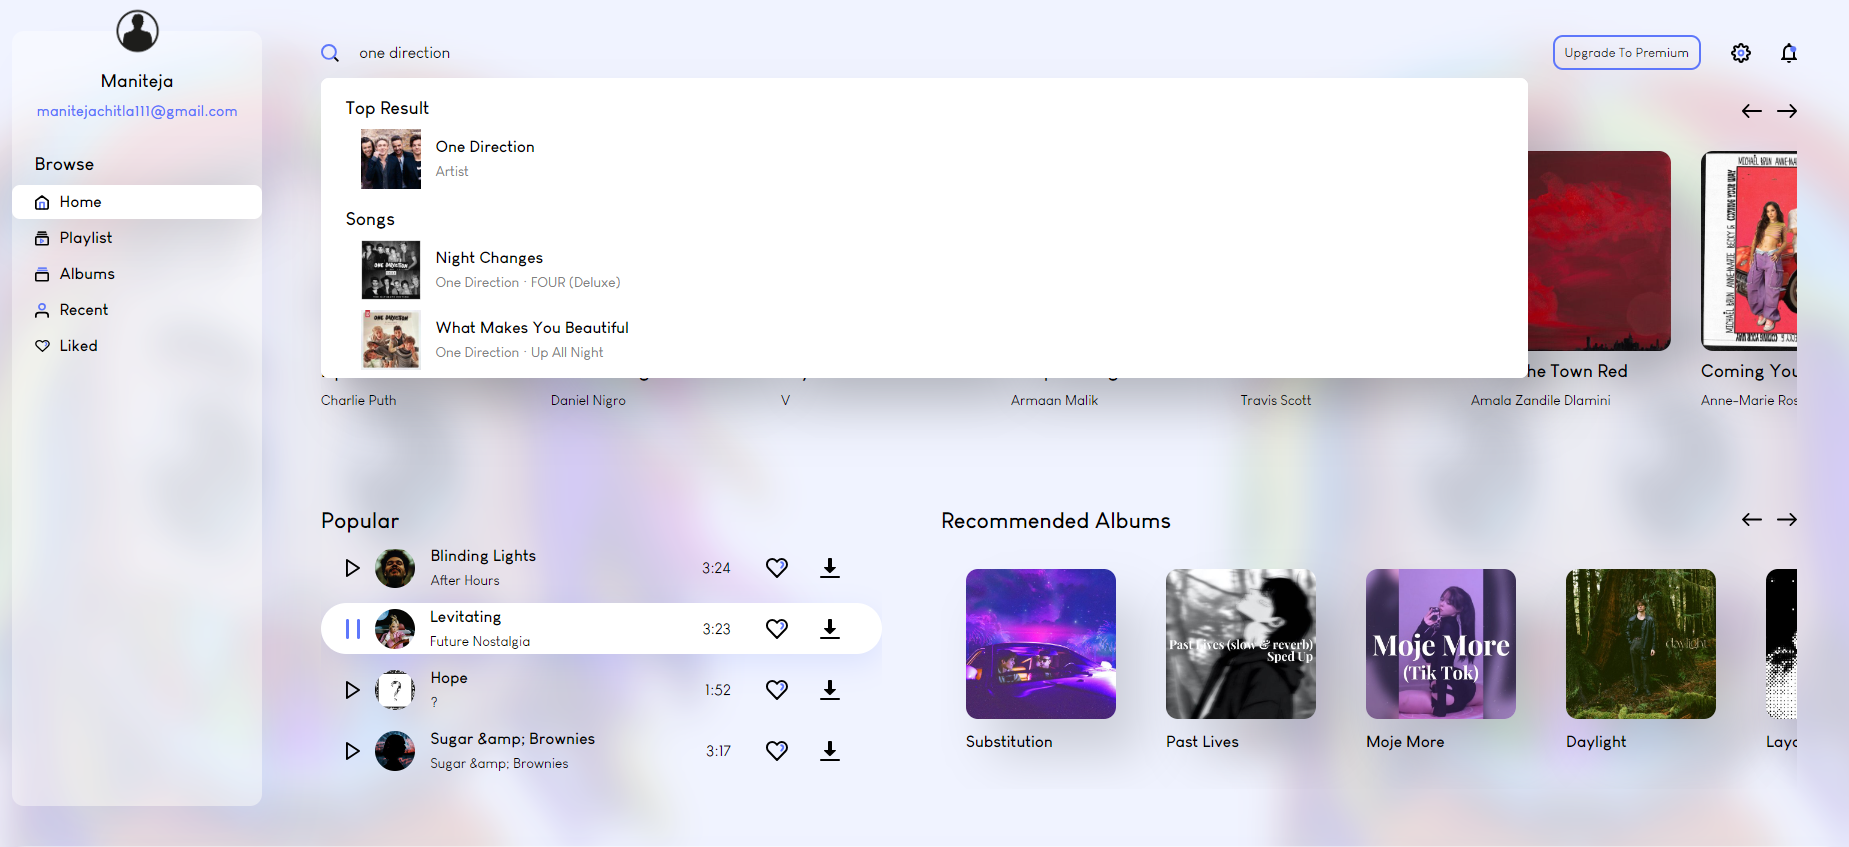 Maniteja
manitejachitla111@gmail.com
Browse
Home
Playlist
Albums
Recent
Liked
one direction
Upgrade To Premium
Top Result
One Direction
Artist
Songs
Night Changes
One Direction · FOUR (Deluxe)
What Makes You Beautiful
One Direction · Up All Night
he Town Red
Coming You
Charlie Puth
Daniel Nigro
V
Armaan Malik
Travis Scott
Amala Zandile Dlamini
Anne-Marie Ros
Popular
Blinding Lights
After Hours
3:24
Levitating
Future Nostalgia
3:23
Hope
?
1:52
Sugar &amp; Brownies
Sugar &amp; Brownies
3:17
Recommended Albums
Past Lives (slow & reverb)
Sped Up
Moje More
(Tik Tok)
daylight
Substitution
Past Lives
Moje More
Daylight